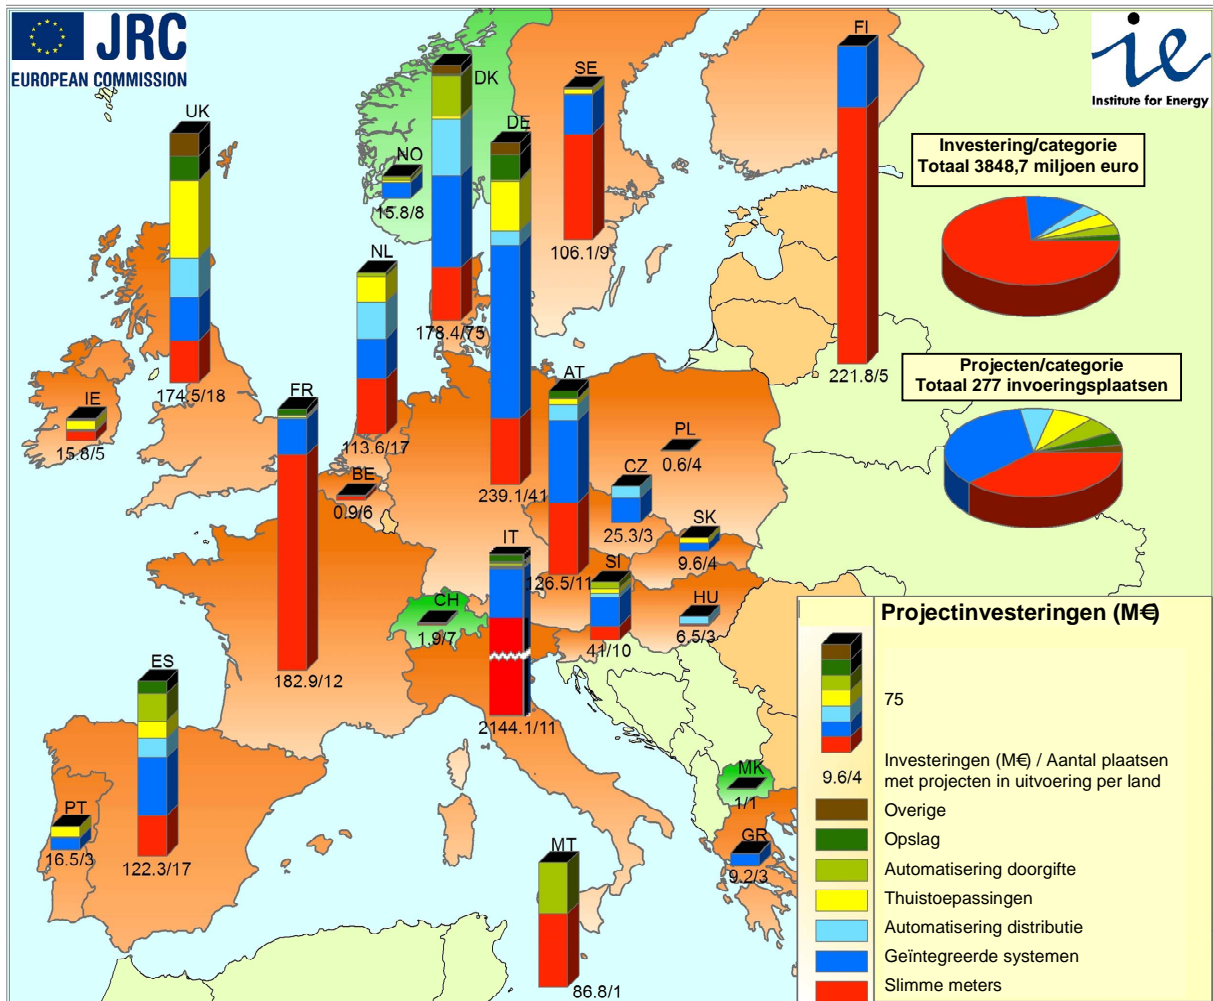 JRC
EUROPEAN COMMISSION
ie
Institute for Energy
FI
221.8/5
SE
106.1/9
DK
178.4/75
UK
174.5/18
DE
239.1/41
NO
15.8/8
Investering/categorie
Totaal 3848,7 miljoen euro
NL
113.6/17
Projecten/categorie
Totaal 277 invoeringsplaatsen
AT
126.5/11
FR
182.9/12
IE
15.8/5
PL
0.6/4
BE
0.9/6
CZ
25.3/3
SK
9.6/4
IT
2144.1/11
SI
41/10
CH
1.9/7
HU
6.5/3
ES
122.3/17
PT
16.5/3
MK
1/1
GR
9.2/3
MT
86.8/1
Projectinvesteringen (M€)
75
9.6/4
Investeringen (M€) / Aantal plaatsen
met projecten in uitvoering per land
Overige
Opslag
Automatisering doorgifte
Thuistoepassingen
Automatisering distributie
Geïntegreerde systemen
Slimme meters